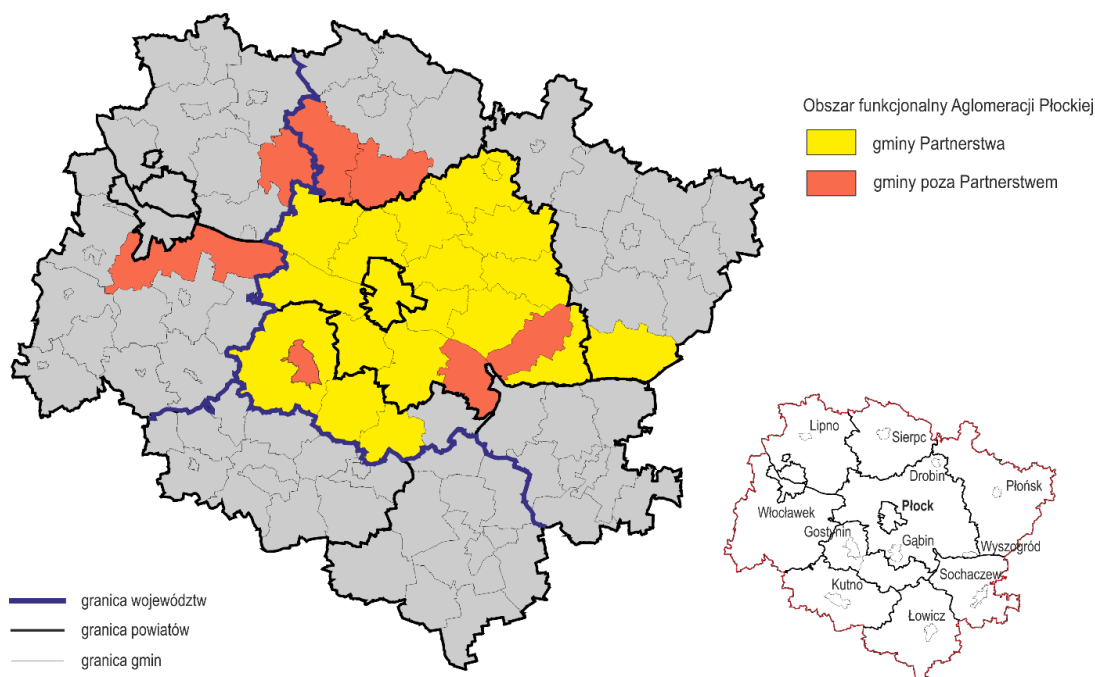 Obszar funkcjonalny Aglomeracji Płockiej
gminy Partnerstwa
gminy poza Partnerstwem
granica województw
granica powiatów
granica gmin
Lipno
Sierpc
Drobin
Płońsk
Płock
Włocławek
Gostynin
Gąbin
Wyszogród
Sochaczew
Kutno
Łowicz